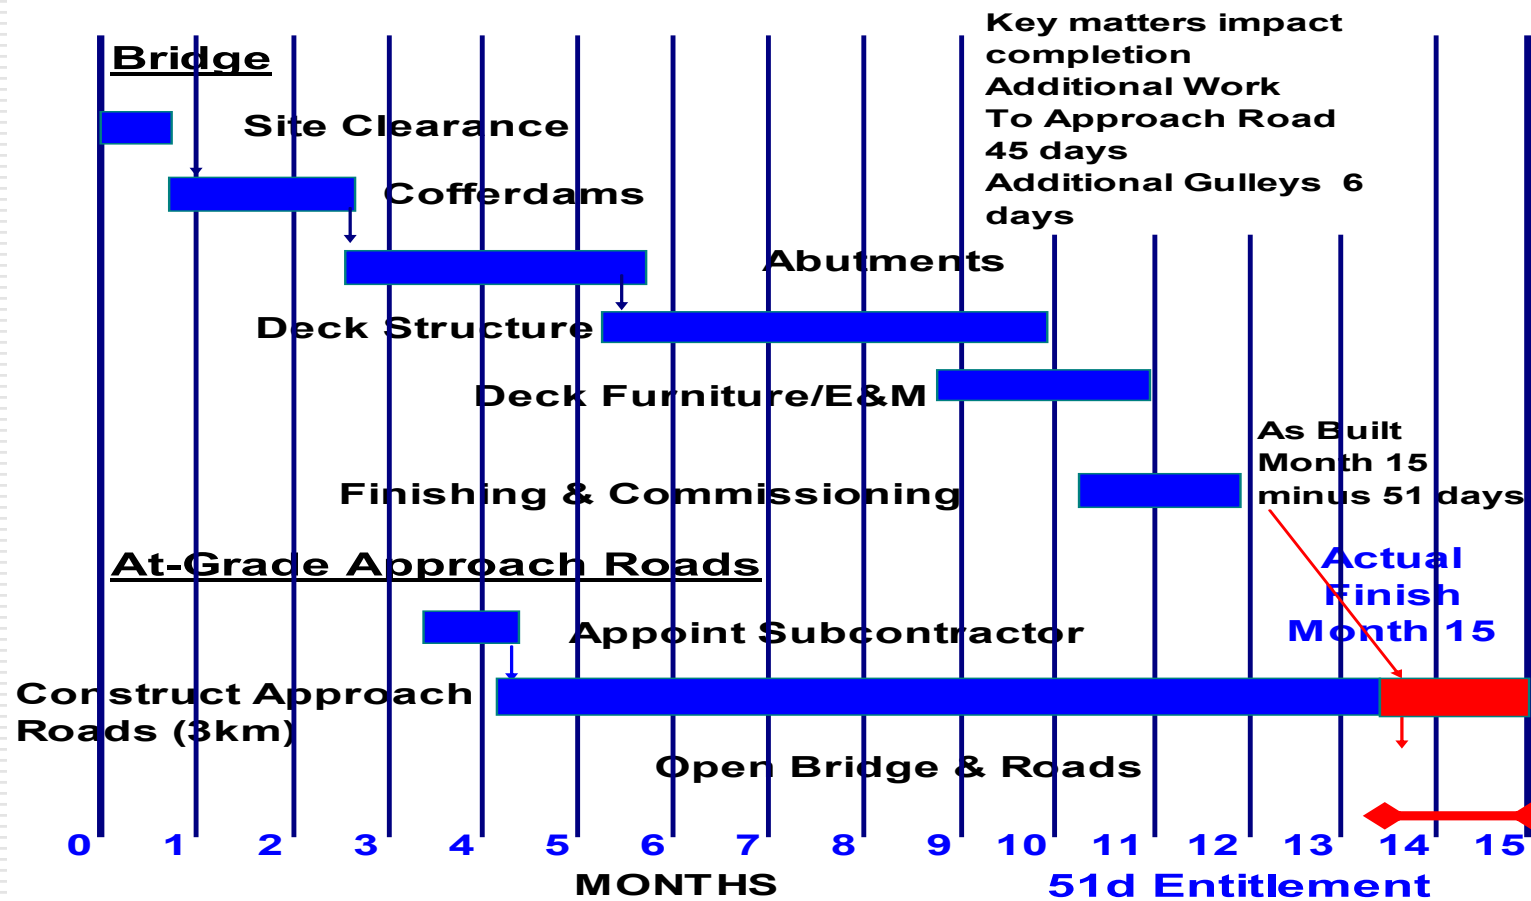 Key matters impact
completion
Additional Work
To Approach Road
45 days
Additional Gulleys 6
days
Bridge
Site Clearance
Cofferdams
Abutments
Deck Structure
Deck Furniture/E&M
As Built
Month 15
minus 51 days
Finishing & Commissioning
At-Grade Approach Roads
Actual
Finish
Month 15
Appoint Subcontractor
Construct Approach
Roads (3km)
Open Bridge & Roads
0 1 2 3 4 5 6 7 8 9 10 11 12 13 14 15
MONTHS
51d Entitlement